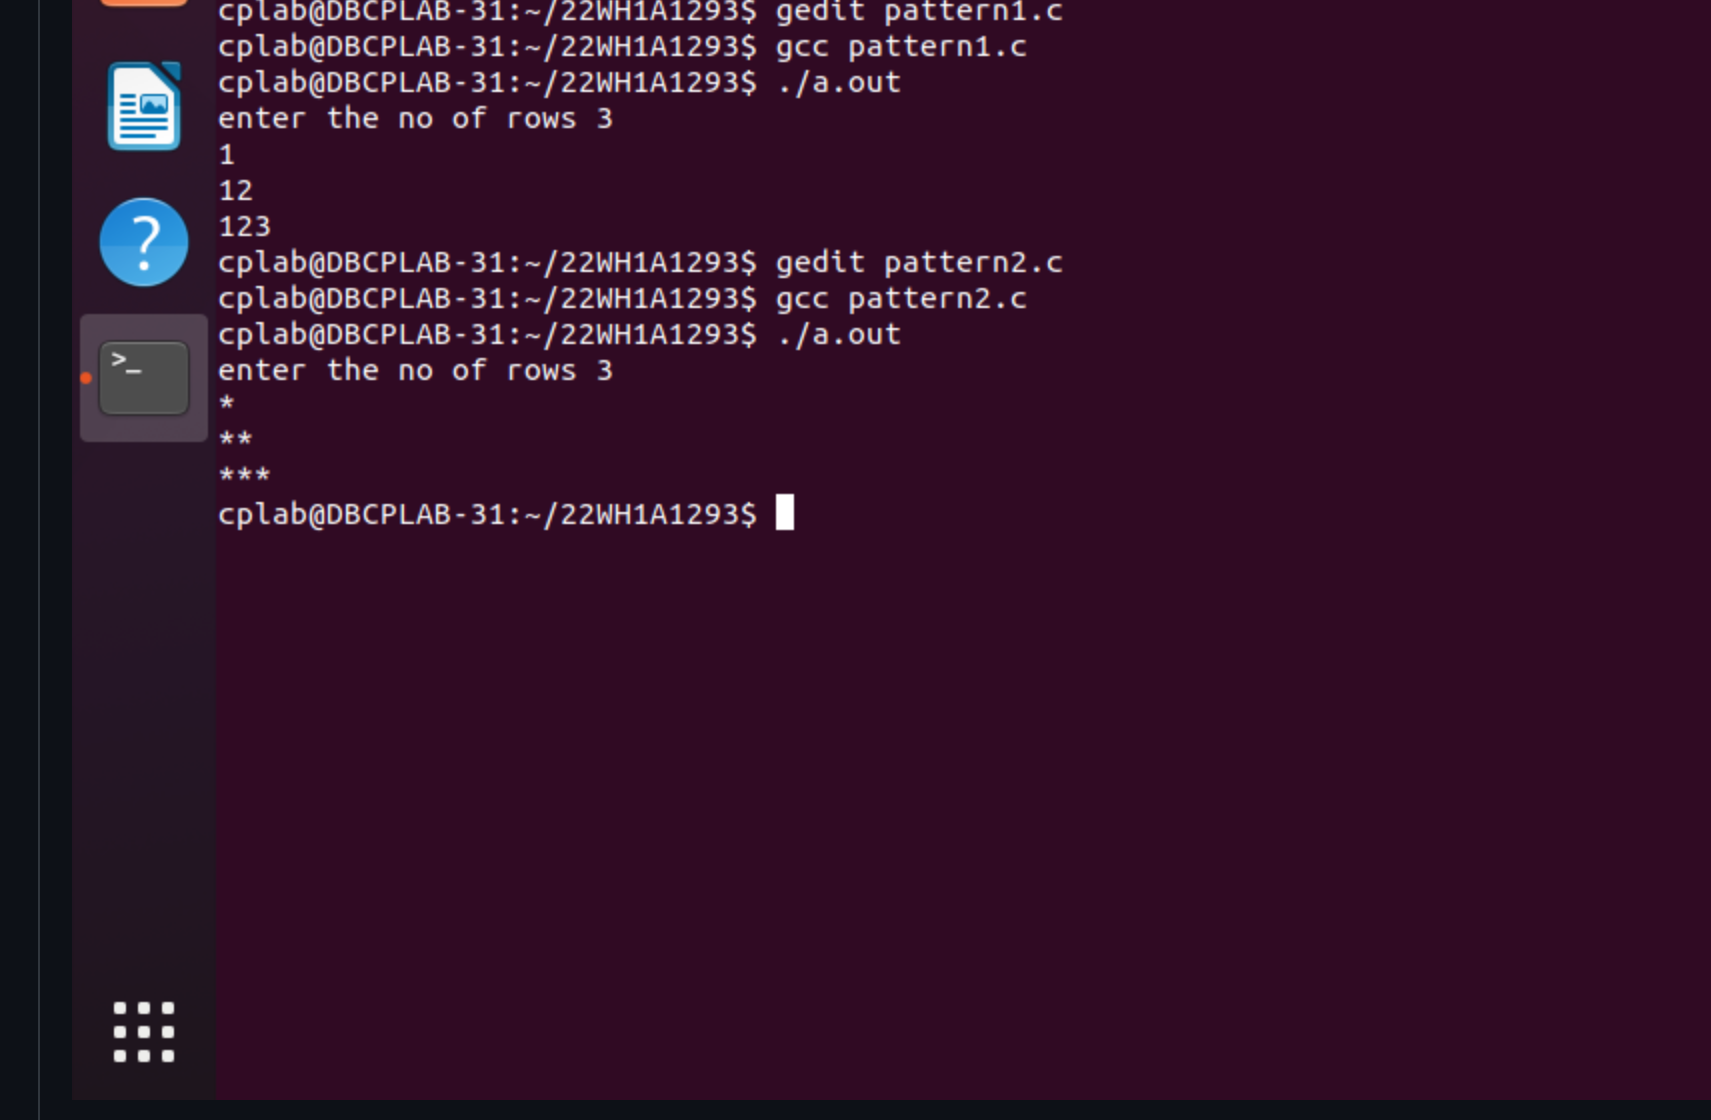 cplab@DBCPLAB-31:~/22WH1A1293$ gedit pattern1.c
cplab@DBCPLAB-31:~/22WH1A1293$ gcc pattern1.c
cplab@DBCPLAB-31:~/22WH1A1293$ ./a.out
enter the no of rows 3
1
12
123
cplab@DBCPLAB-31:~/22WH1A1293$ gedit pattern2.c
cplab@DBCPLAB-31:~/22WH1A1293$ gcc pattern2.c
cplab@DBCPLAB-31:~/22WH1A1293$ ./a.out
enter the no of rows 3
*
**
***
cplab@DBCPLAB-31:~/22WH1A1293$